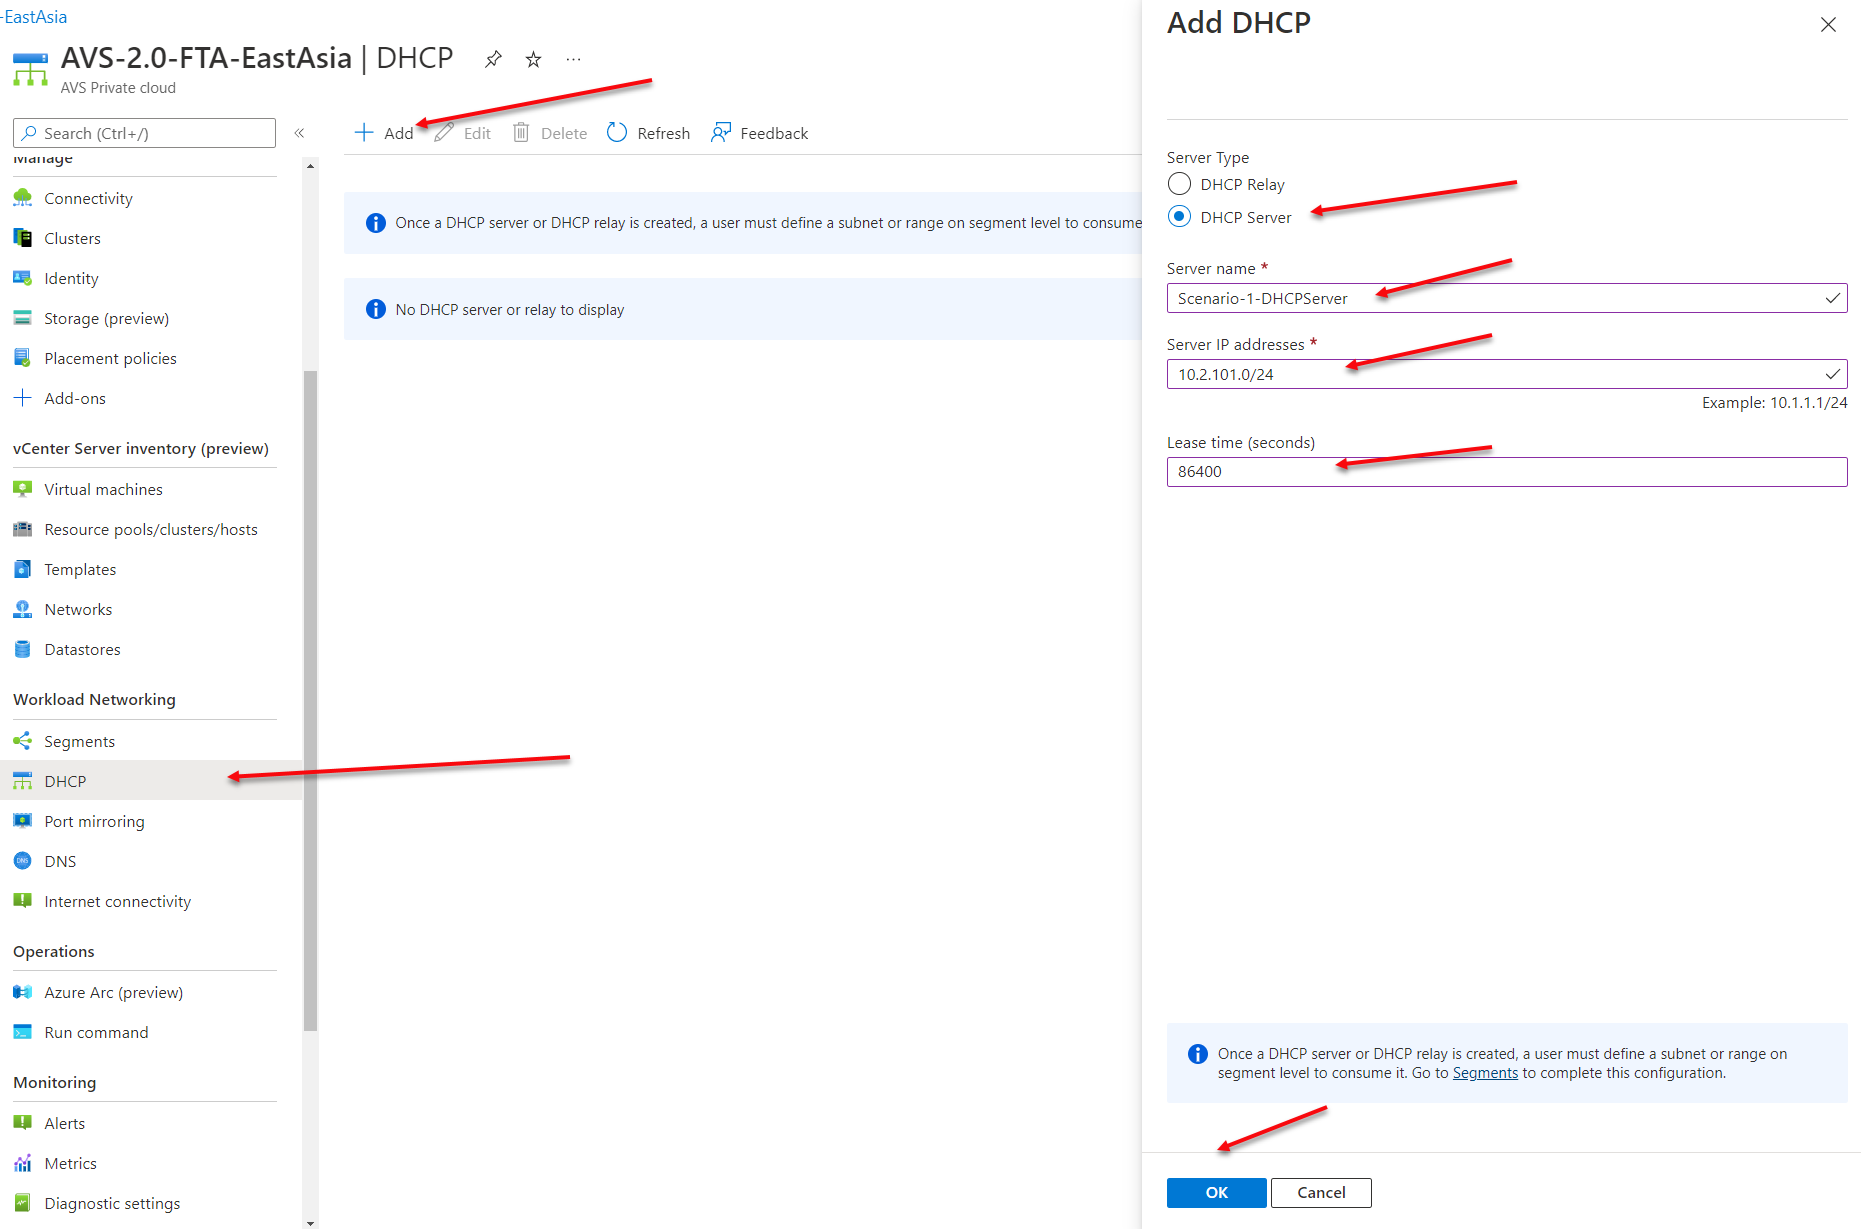 -EastAsia
AVS-2.0-FTA-EastAsia | DHCP
AVS Private cloud
Search (Ctrl+/)
Manage
Connectivity
Clusters
Identity
Storage (preview)
Placement policies
Add-ons
vCenter Server inventory (preview)
Virtual machines
Resource pools/clusters/hosts
Templates
Networks
Datastores
Workload Networking
Segments
DHCP
Port mirroring
DNS
Internet connectivity
Operations
Azure Arc (preview)
Run command
Monitoring
Alerts
Metrics
Diagnostic settings
Add Edit Delete Refresh Feedback
Once a DHCP server or DHCP relay is created, a user must define a subnet or range on segment level to consume
No DHCP server or relay to display
Add DHCP
Server Type
DHCP Relay
DHCP Server
Server name *
Scenario-1-DHCPServer
Server IP addresses *
10.2.101.0/24
Example: 10.1.1.1/24
Lease time (seconds)
86400
Once a DHCP server or DHCP relay is created, a user must define a subnet or range on
segment level to consume it. Go to Segments to complete this configuration.
OK Cancel